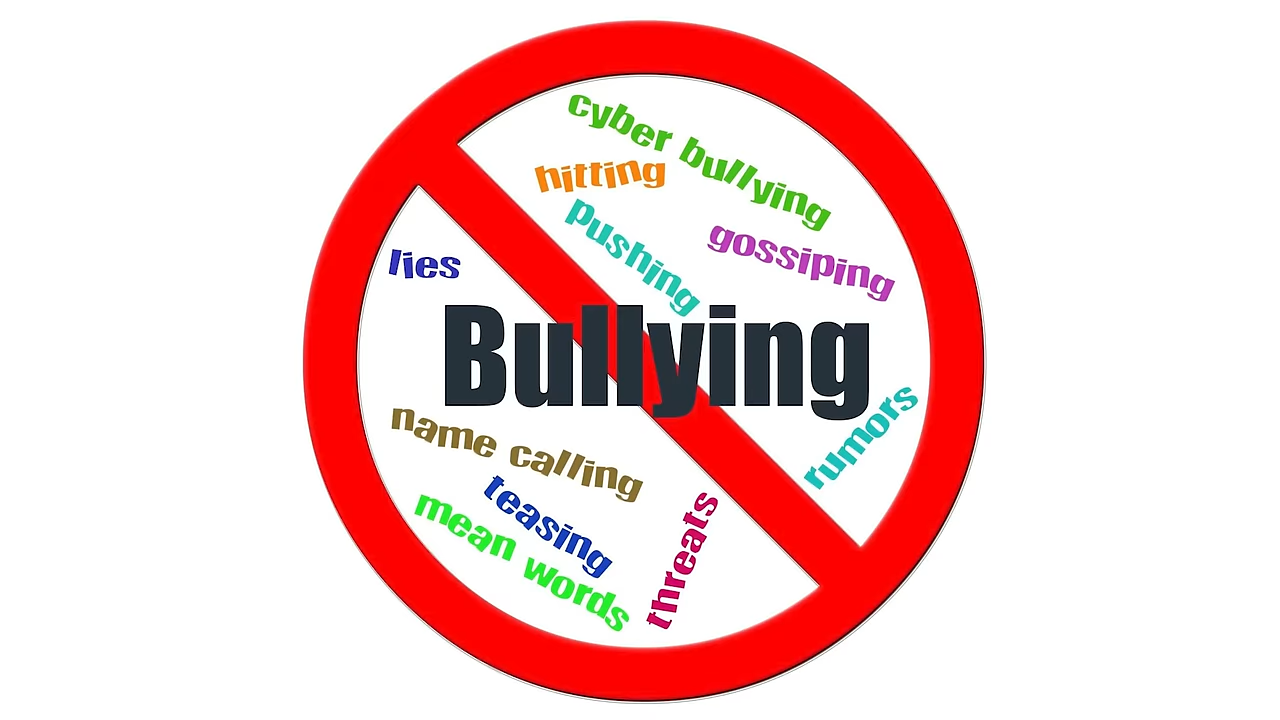 cyber bullying
hitting
pushing
gossiping
lies
Bullying
rumors
name calling
teasing
mean words
threats